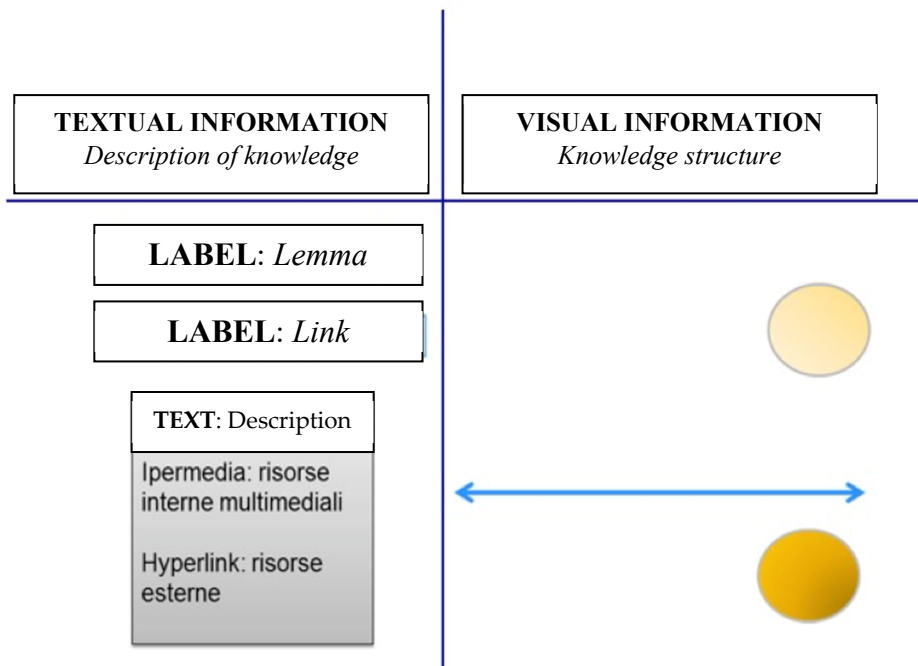 TEXTUAL INFORMATION
Description of knowledge
VISUAL INFORMATION
Knowledge structure
LABEL: Lemma
LABEL: Link
TEXT: Description
Ipermedia: risorse
interne multimediali
Hyperlink: risorse
esterne